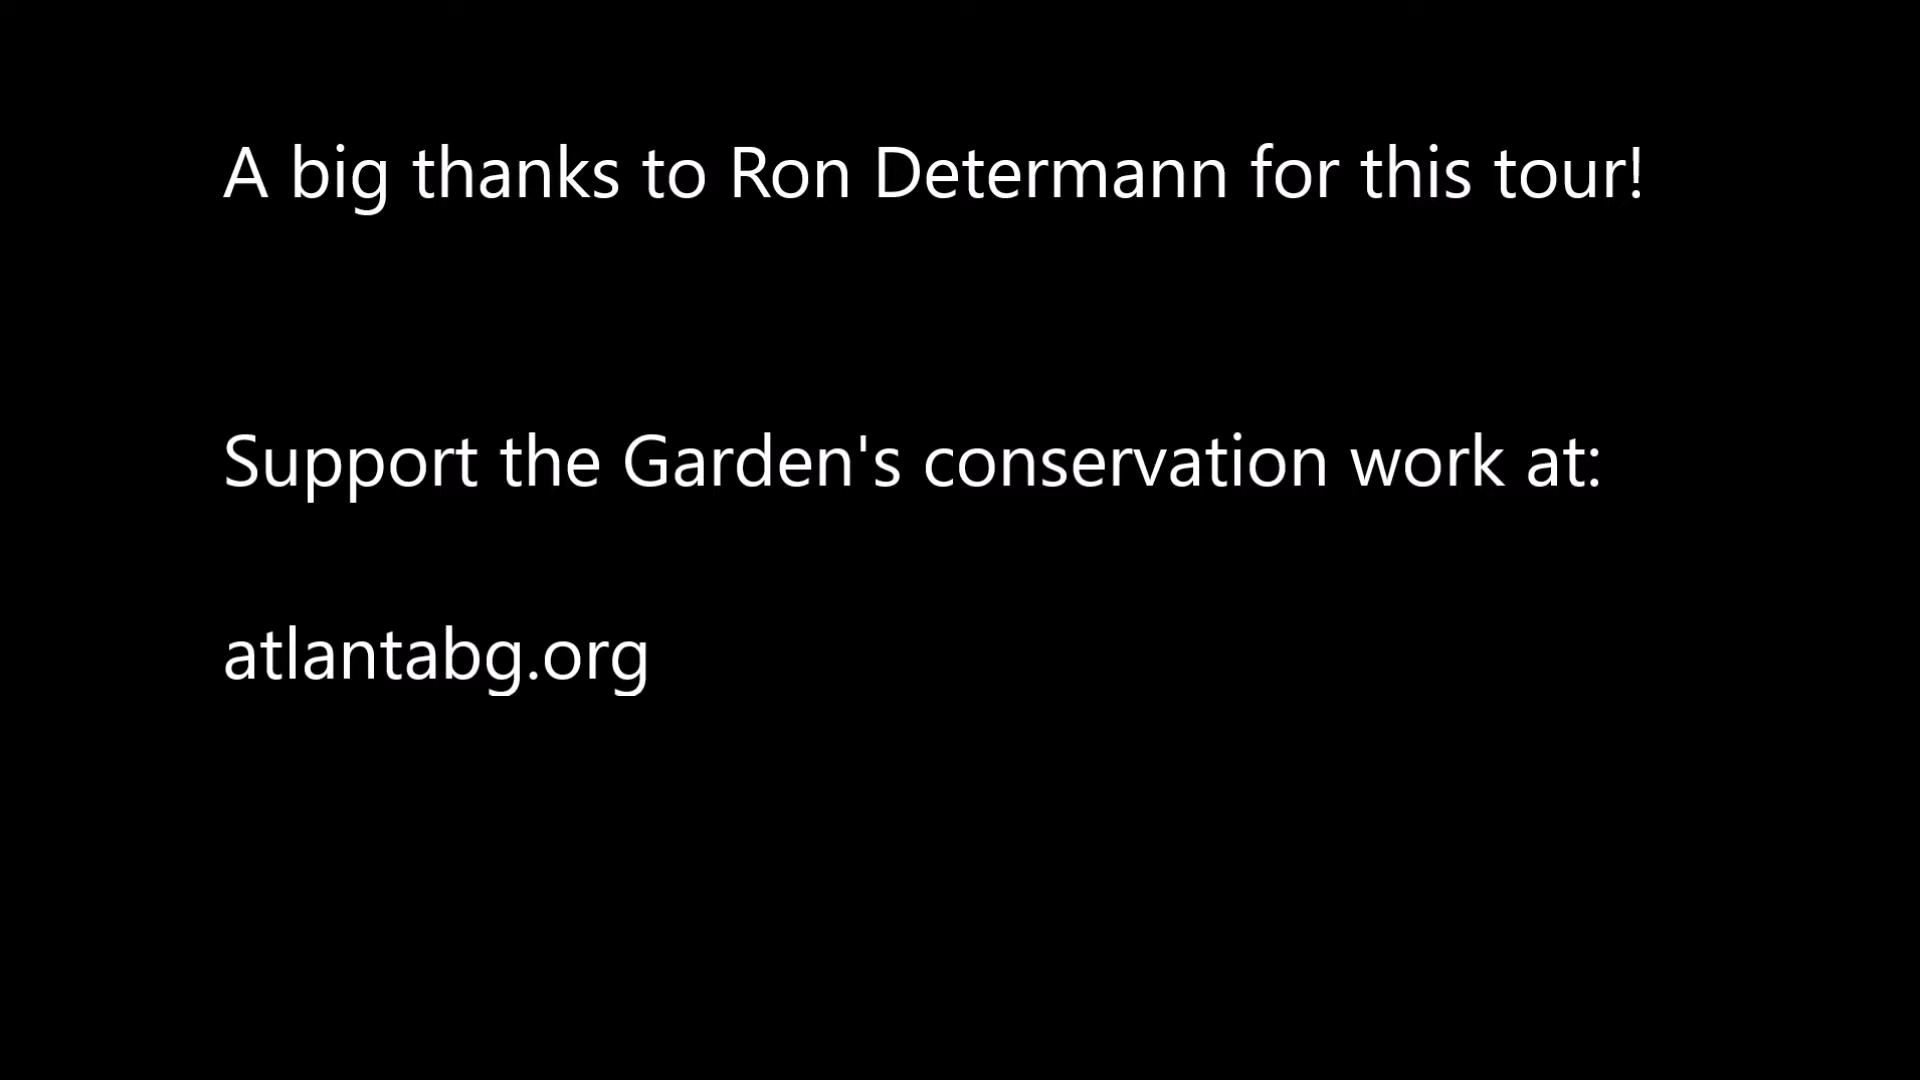 A big thanks to Ron Determann for this tour!
Support the Garden's conservation work at:
atlantabg.org